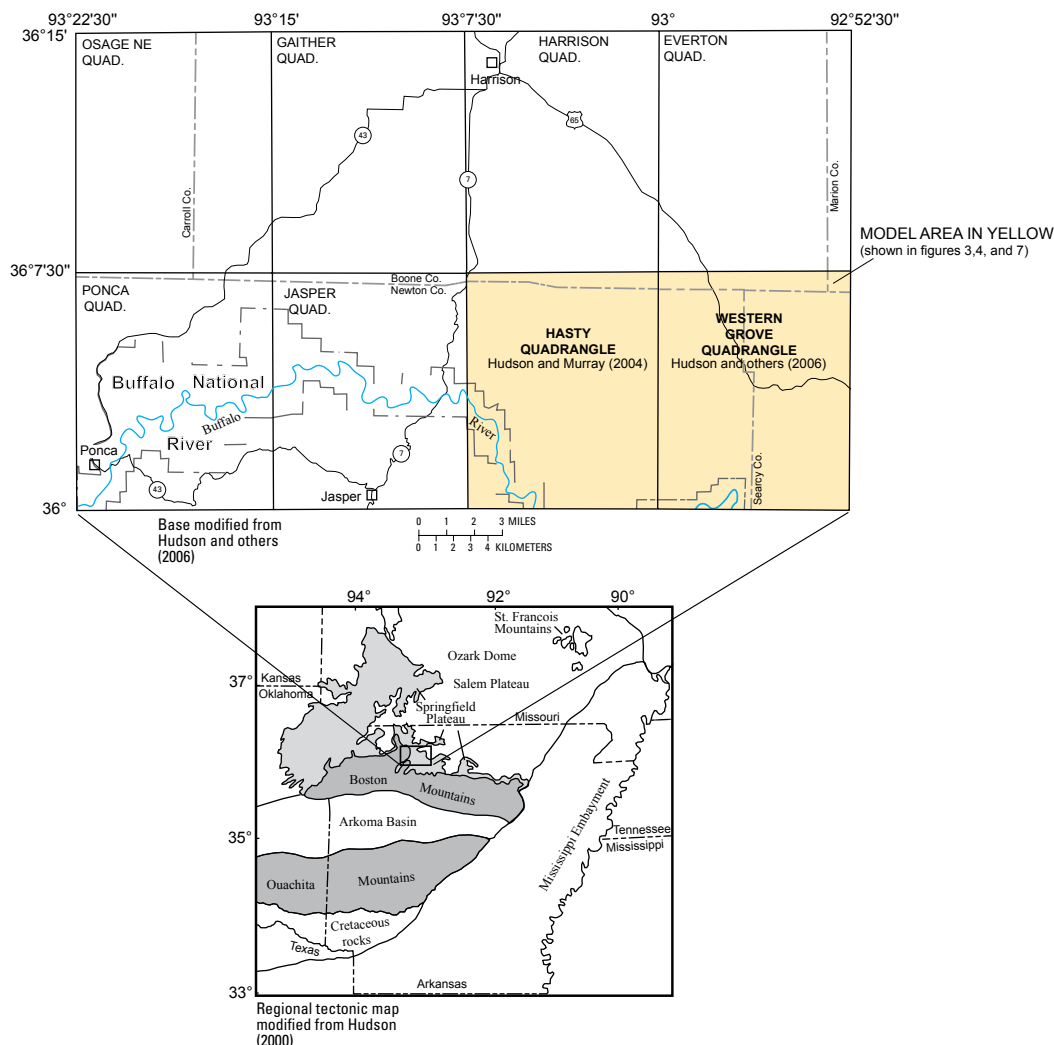 93°22'30"
93°15'
93°7'30"
93°
92°52'30"
36°15'
OSAGE NE
QUAD.
GAITHER
QUAD.
HARRISON
QUAD.
EVERTON
QUAD.
Harrison
43
65
7
Carroll Co.
Marion Co.
MODEL AREA IN YELLOW
(shown in figures 3,4, and 7)
36°7'30"
Boone Co.
Newton Co.
PONCA
QUAD.
JASPER
QUAD.
HASTY
QUADRANGLE
Hudson and Murray (2004)
WESTERN
GROVE
QUADRANGLE
Hudson and others (2006)
Buffalo National
River
Buffalo
River
Ponca
43
7
Jasper
Searcy Co.
36°
Base modified from
Hudson and others
(2006)
0 1 2 3 MILES
0 1 2 3 4 KILOMETERS
94°
92°
90°
St. Francois
Mountains
Ozark Dome
37°
Kansas
Oklahoma
Salem Plateau
Springfield
Plateau
Missouri
Boston
Mountains
Arkoma Basin
35°
Mississippi Embayment
Tennessee
Mississippi
Ouachita
Mountains
Cretaceous
rocks
Texas
33°
Arkansas
Regional tectonic map
modified from Hudson
(2000)